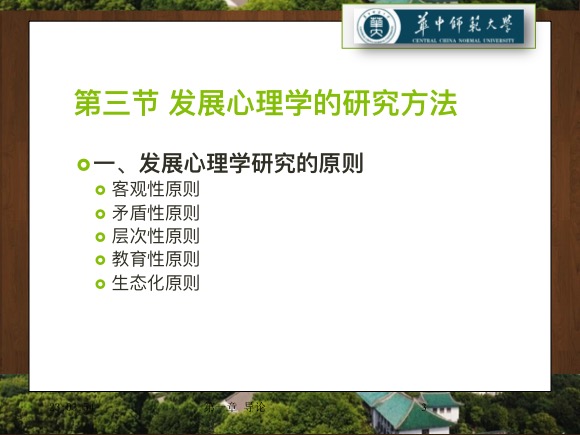 華中师范大學
CENTRAL CHINA NORMAL UNIVERSITY
第三节 发展心理学的研究方法
一、发展心理学研究的原则
客观性原则
矛盾性原则
层次性原则
教育性原则
生态化原则
章 导论